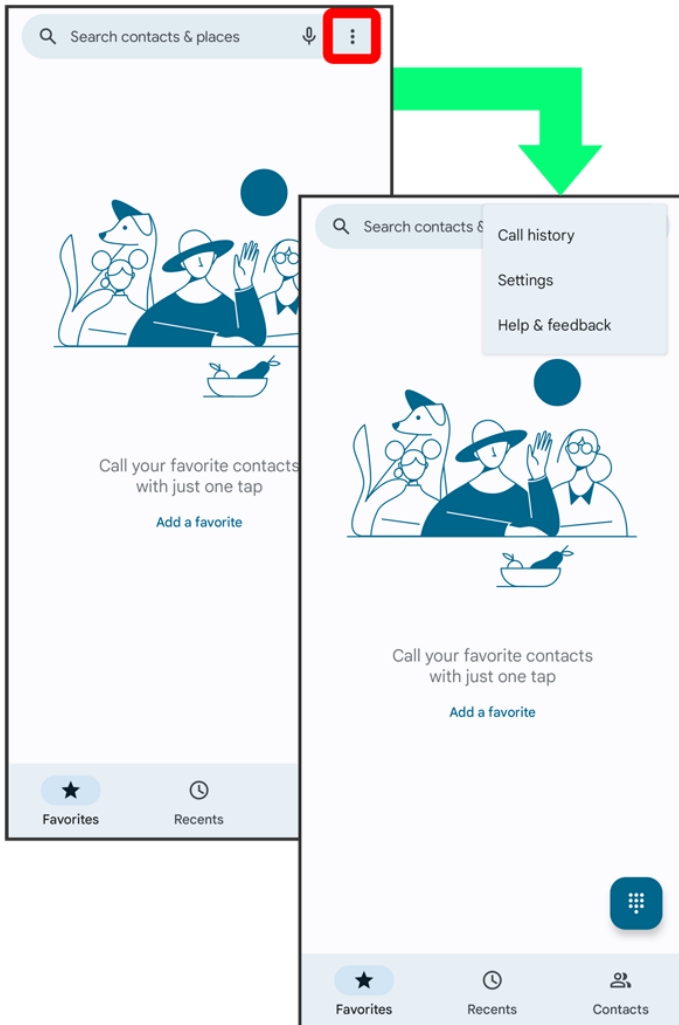 Search contacts & places
Call your favorite contacts
with just one tap
Add a favorite
Favorites
Recents
Search contacts &
Call history
Settings
Help & feedback
Call your favorite contacts
with just one tap
Add a favorite
Favorites
Recents
Contacts